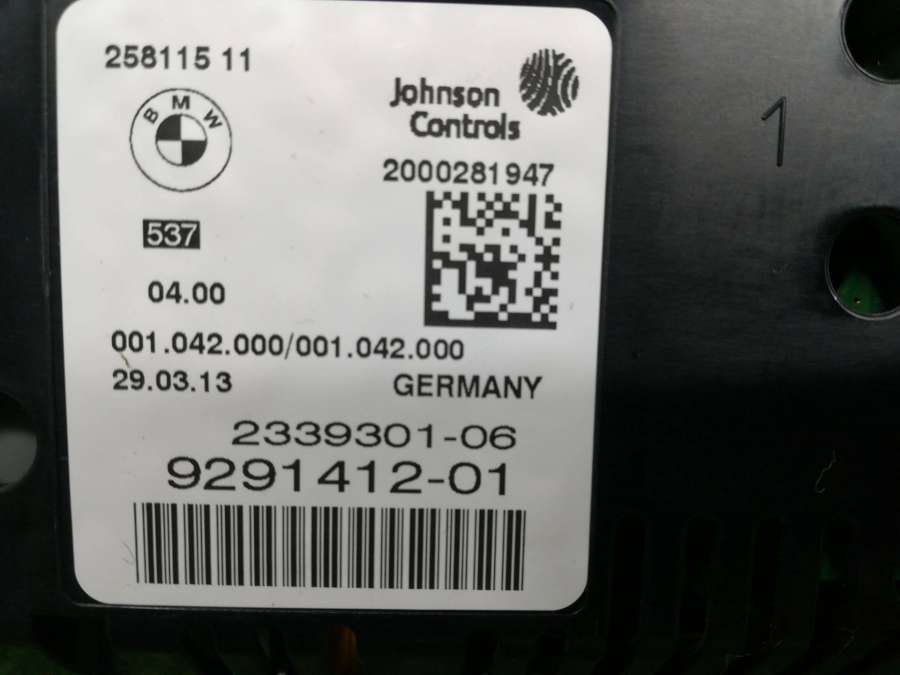 258115 11
BMW
Johnson
Controls
2000281947
537
04.00
001.042.000/001.042.000
29.03.13 GERMANY
2339301-06
9291412-01
1